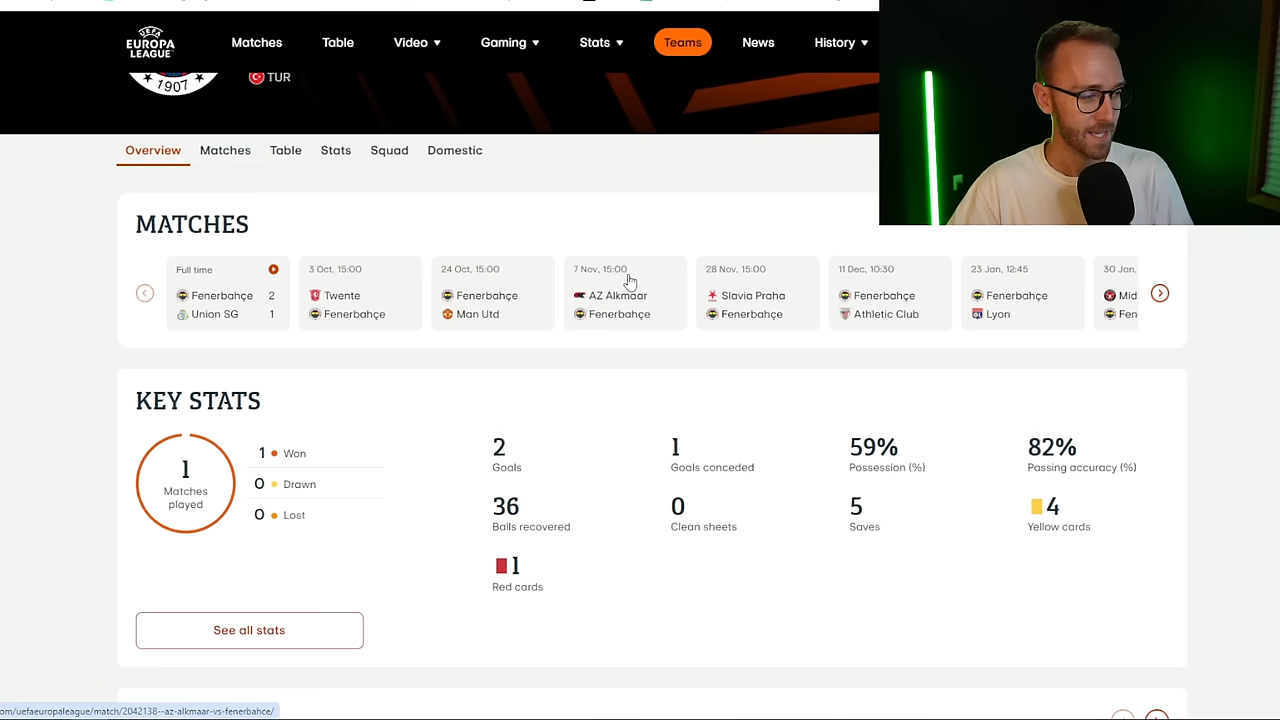 UEFA
EUROPA
LEAGUE
Matches
Table
Video
Gaming
Stats
Teams
News
History
1907
TUR
Overview
Matches
Table
Stats
Squad
Domestic
MATCHES
Full time
Fenerbahçe 2
Union SG 1
3 Oct, 15:00
Twente
Fenerbahçe
24 Oct, 15:00
Fenerbahçe
Man Utd
7 Nov, 15:00
AZ Alkmaar
Fenerbahçe
28 Nov, 15:00
Slavia Praha
Fenerbahçe
11 Dec, 10:30
Fenerbahçe
Athletic Club
23 Jan, 12:45
Fenerbahçe
Lyon
30 Jan,
Mid
Fen
KEY STATS
1
Matches
played
1 Won
0 Drawn
0 Lost
2
Goals
1
Goals conceded
59%
Possession (%)
82%
Passing accuracy (%)
36
Balls recovered
0
Clean sheets
5
Saves
4
Yellow cards
1
Red cards
See all stats
om/uefaeuropaleague/match/2042138--az-alkmaar-vs-fenerbahce/